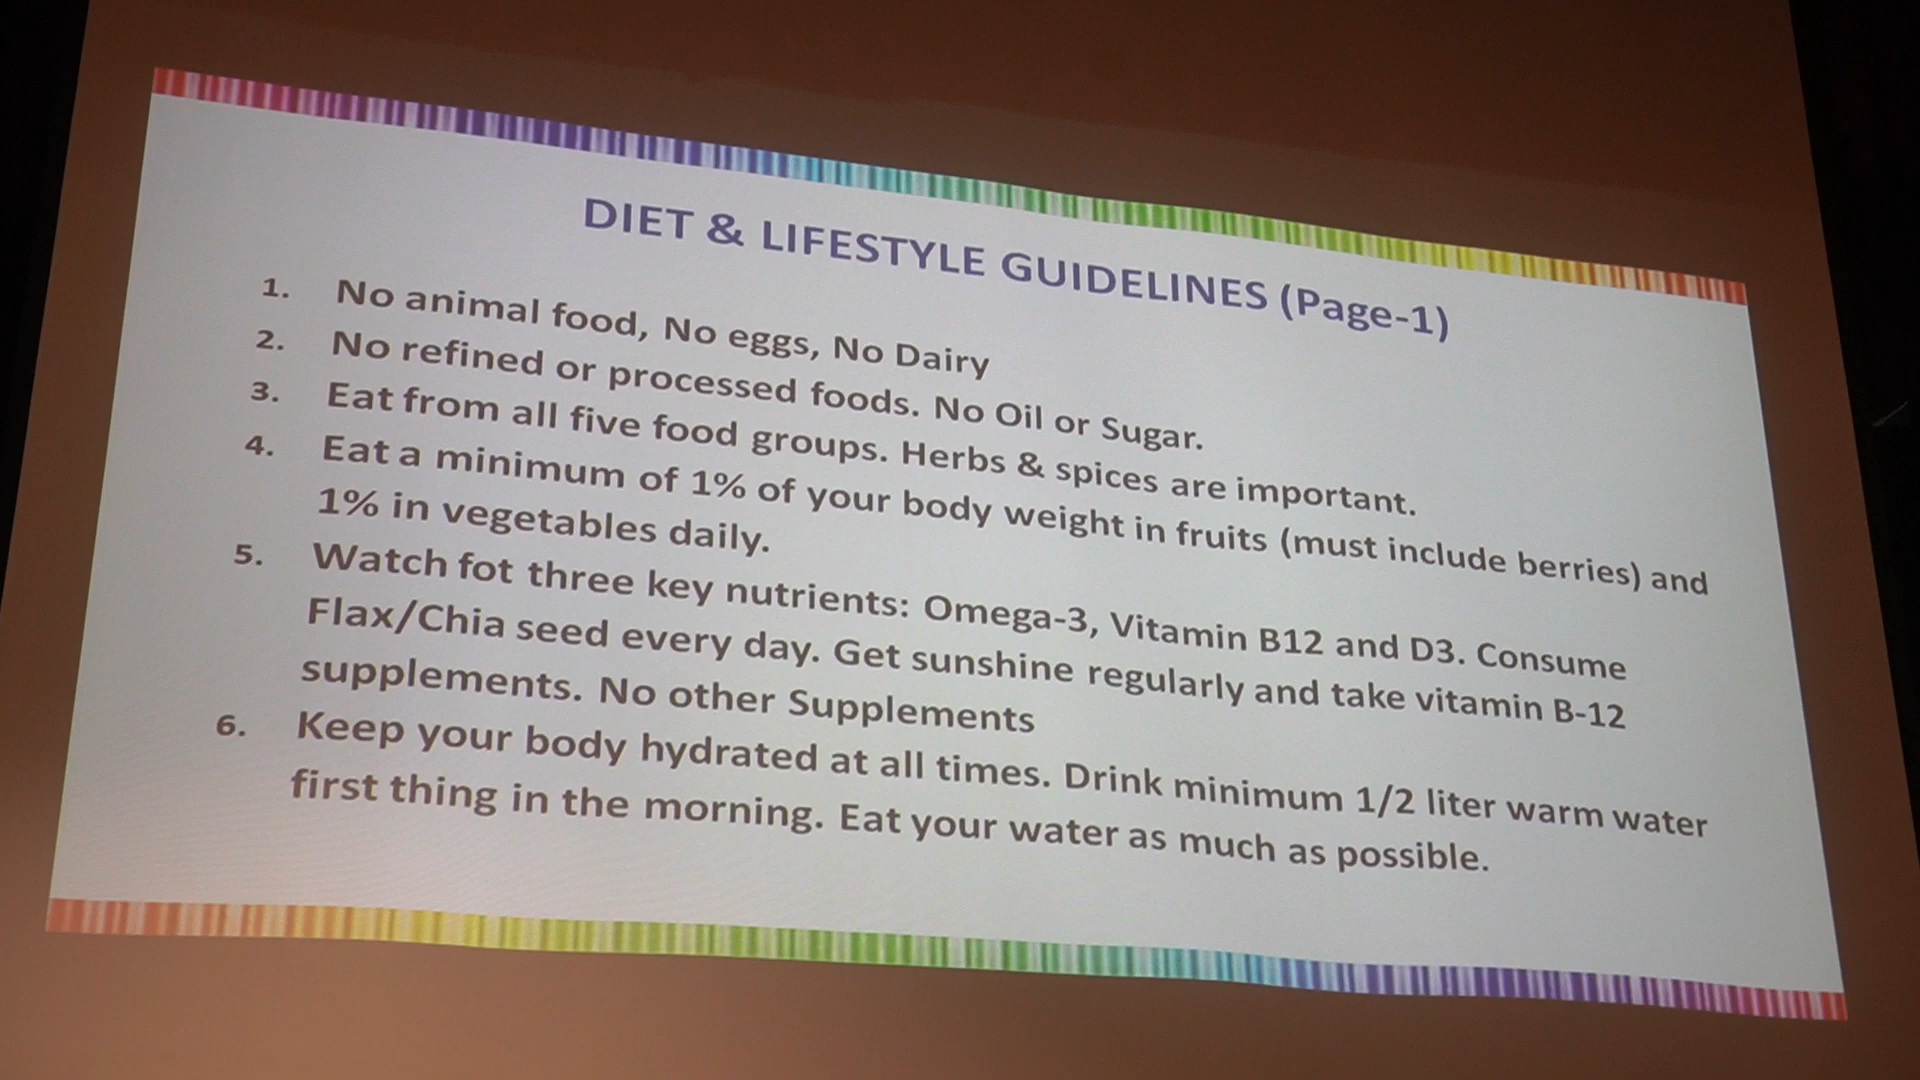 DIET & LIFESTYLE GUIDELINES (Page-1)
1. No animal food, No eggs, No Dairy
2. No refined or processed foods. No Oil or Sugar.
3. Eat from all five food groups. Herbs & spices are important.
4. Eat a minimum of 1% of your body weight in fruits (must include berries) and
1% in vegetables daily.
5. Watch fot three key nutrients: Omega-3, Vitamin B12 and D3. Consume
Flax/Chia seed every day. Get sunshine regularly and take vitamin B-12
supplements. No other Supplements
6. Keep your body hydrated at all times. Drink minimum 1/2 liter warm water
first thing in the morning. Eat your water as much as possible.